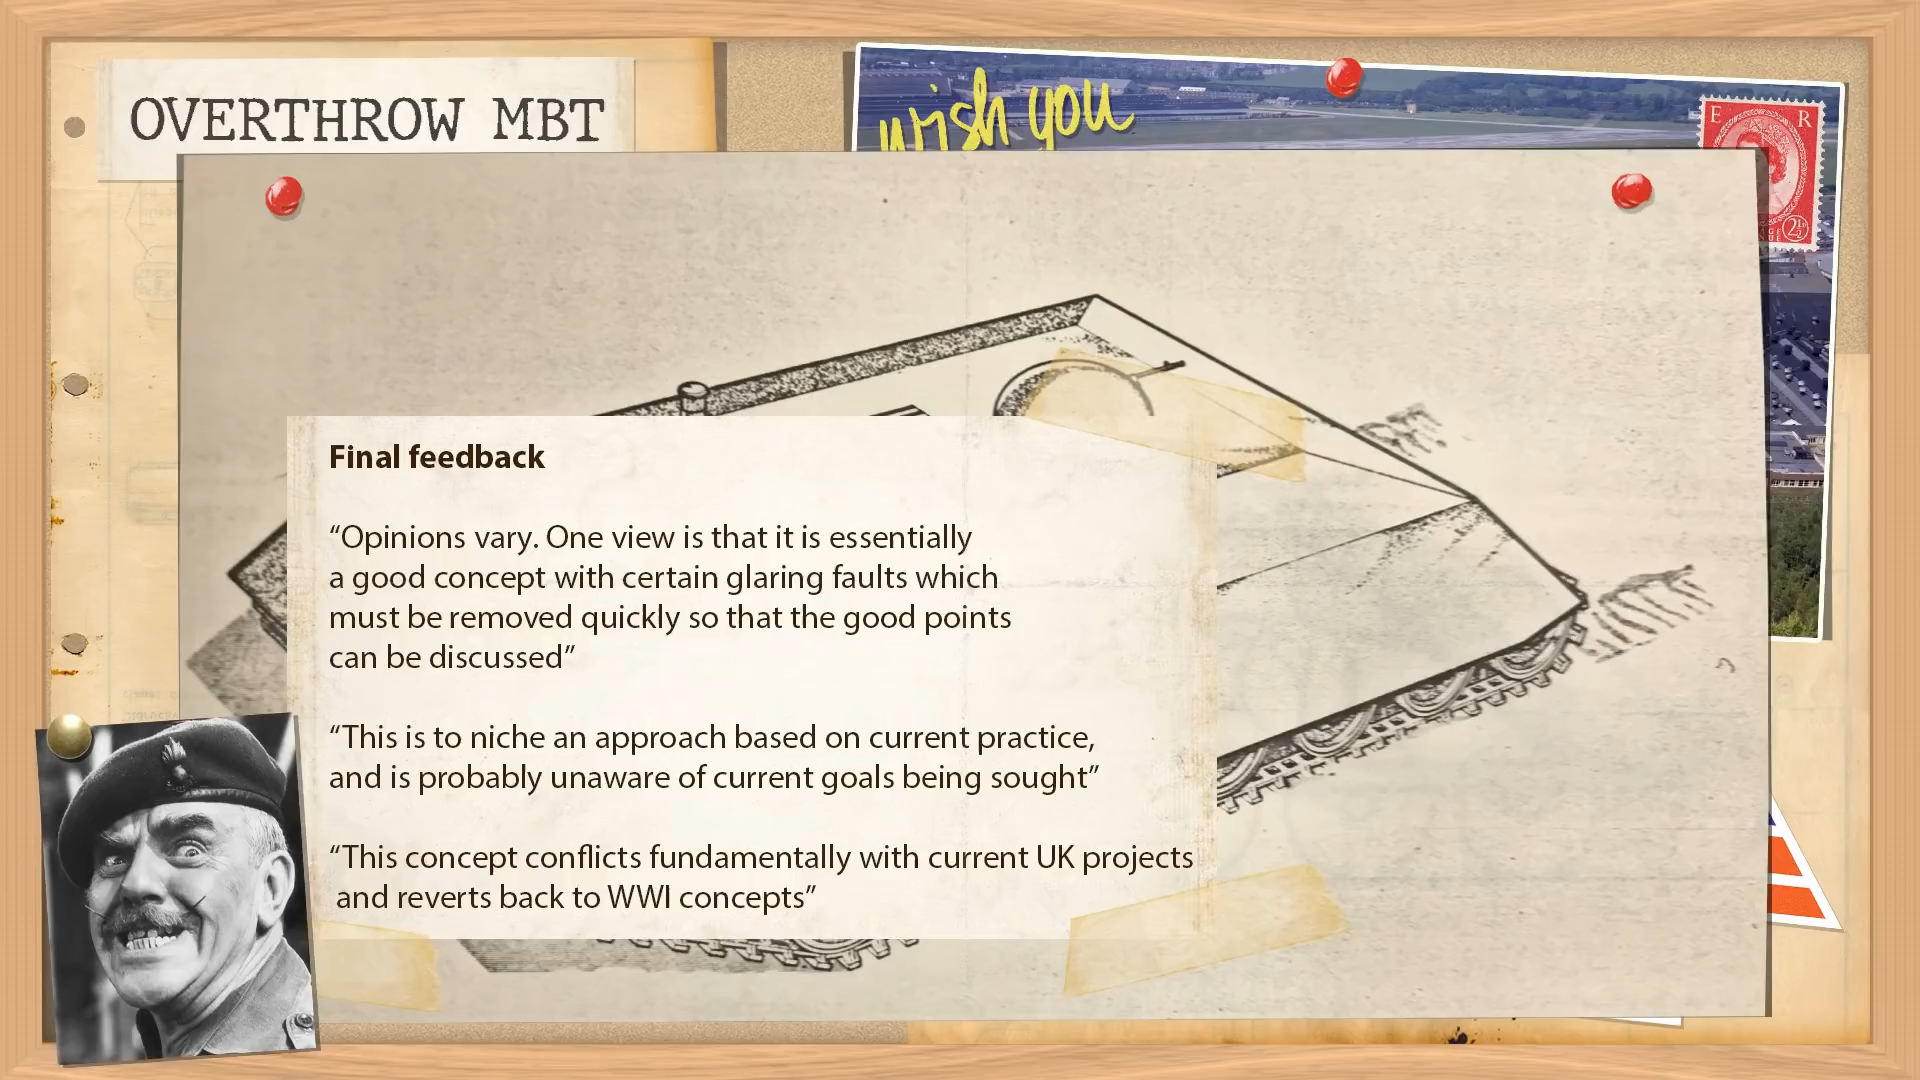 OVERTHROW MBT
wish you
E R
2½
Final feedback
“Opinions vary. One view is that it is essentially
a good concept with certain glaring faults which
must be removed quickly so that the good points
can be discussed”
“This is to niche an approach based on current practice,
and is probably unaware of current goals being sought”
“This concept conflicts fundamentally with current UK projects
and reverts back to WWI concepts”